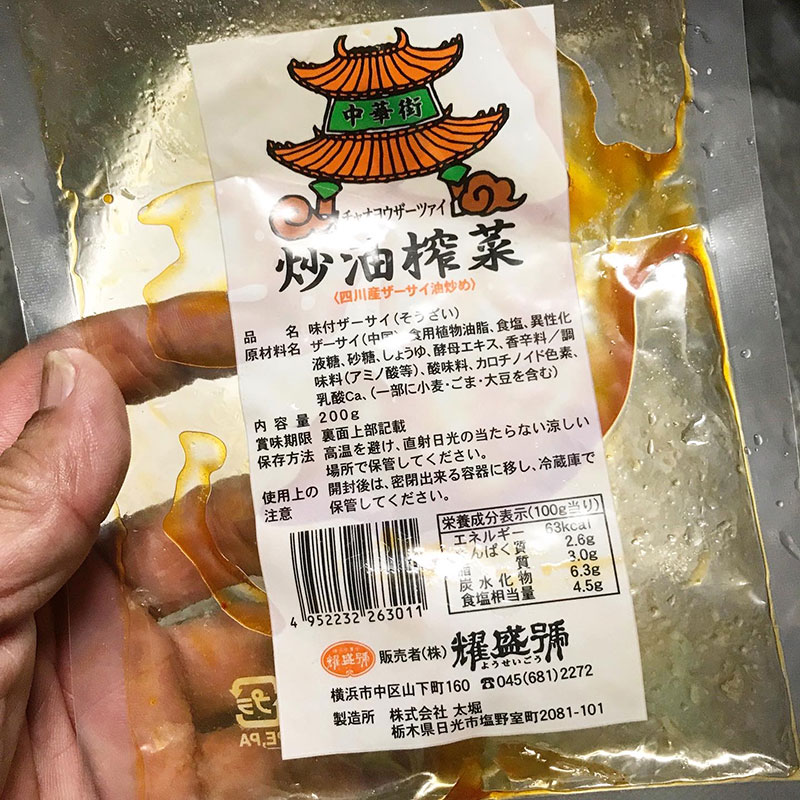 中華街
チャナヨウザーツァイ
炒油搾菜
〈四川産ザーサイ油炒め〉
品名 味付ザーサイ(そうざい)
原材料名 ザーサイ(中国)、食用植物油脂、食塩、異性化
液糖、砂糖、しょうゆ、酵母エキス、香辛料／調
味料(アミノ酸等)、酸味料、カロチノイド色素、
乳酸Ca、(一部に小麦・ごま・大豆を含む)
内容量 200g
賞味期限 裏面上部記載
保存方法 高温を避け、直射日光の当たらない涼しい
場所で保管してください。
使用上の注意 開封後は、密閉出来る容器に移し、冷蔵庫で
保管してください。
栄養成分表示(100g当り)
エネルギー 63kcal
たんぱく質 2.6g
脂質 3.0g
炭水化物 6.3g
食塩相当量 4.5g
4 952232 263011
耀盛號
販売者(株) 耀盛號
ようせいごう
横浜市中区山下町160 ☎045(681)2272
製造所 株式会社 太堀
栃木県日光市塩野室町2081-101
プラ
PE,PA